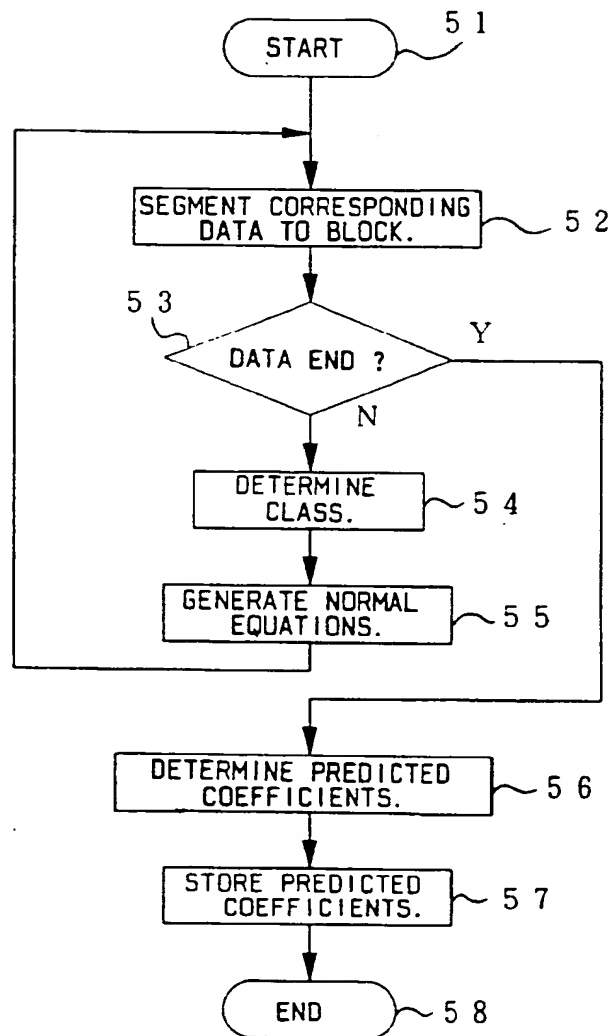 START
5 1
SEGMENT CORRESPONDING
DATA TO BLOCK.
5 2
5 3
DATA END ?
Y
N
DETERMINE
CLASS.
5 4
GENERATE NORMAL
EQUATIONS.
5 5
DETERMINE PREDICTED
COEFFICIENTS.
5 6
STORE PREDICTED
COEFFICIENTS.
5 7
END
5 8